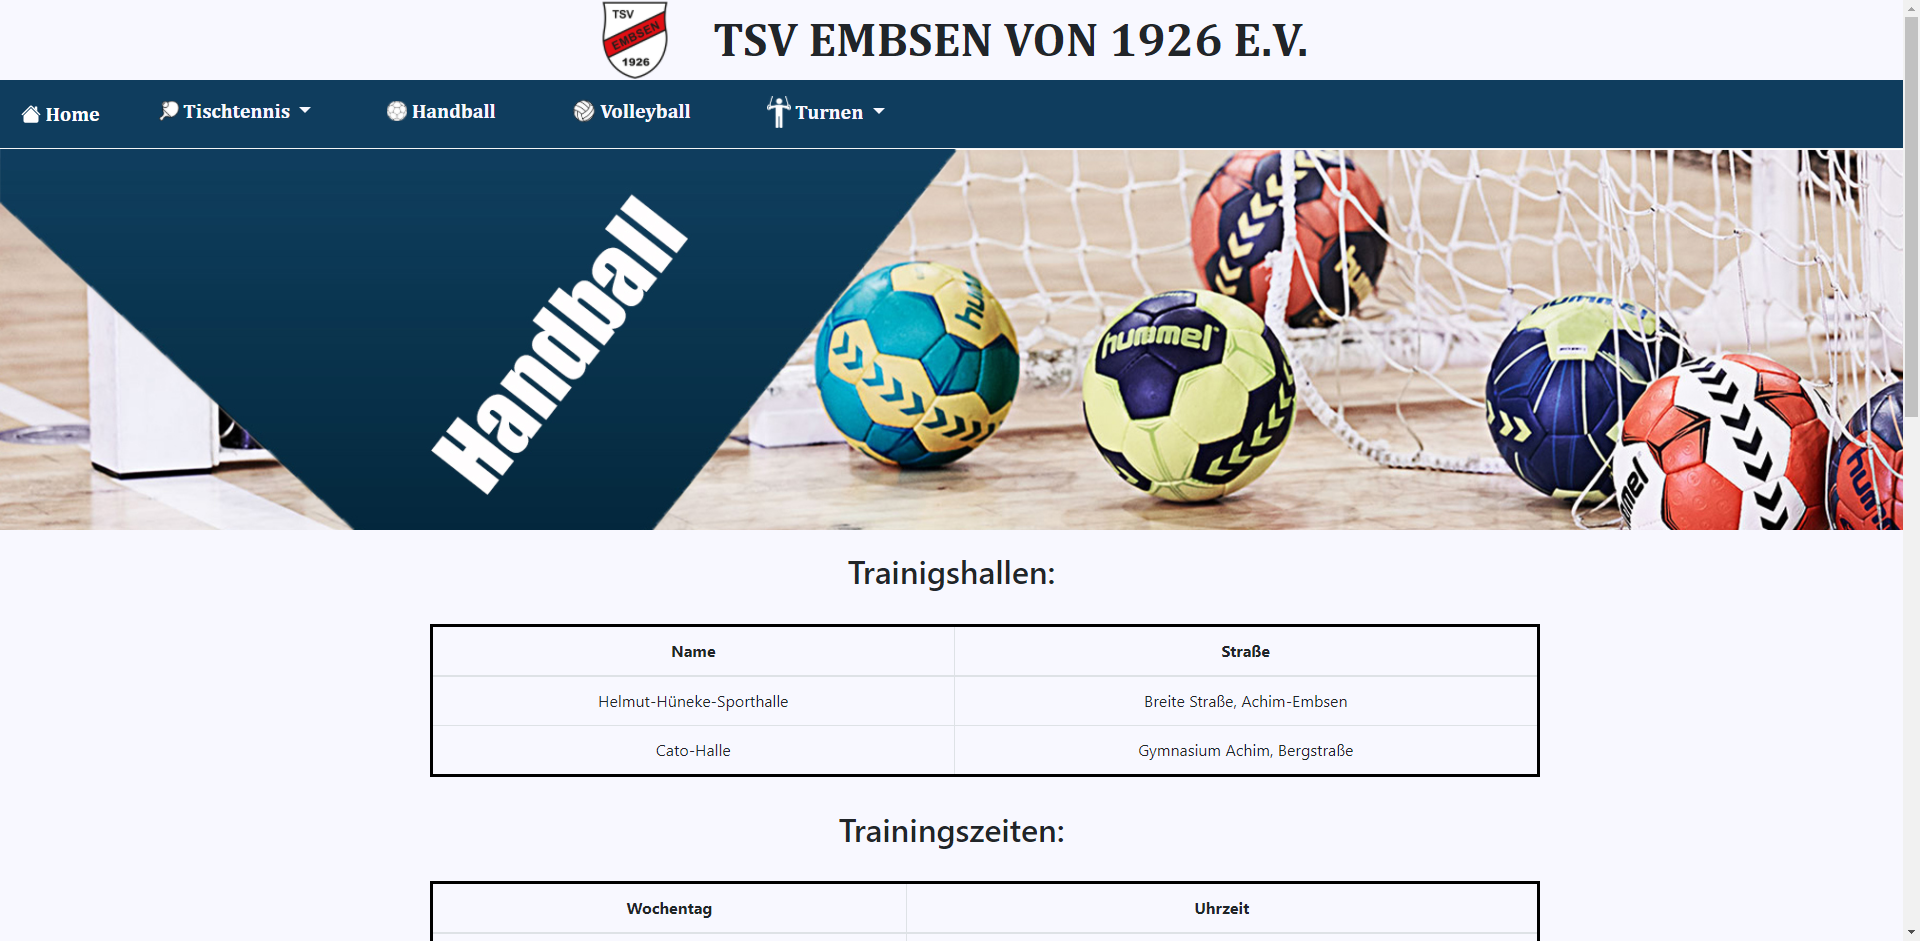 TSV
EMBSEN
1926
TSV EMBSEN VON 1926 E.V.
Home
Tischtennis
Handball
Volleyball
Turnen
Handball
hummel
hummel
Trainigshallen:
Name Straße
Helmut-Hüneke-Sporthalle Breite Straße, Achim-Embsen
Cato-Halle Gymnasium Achim, Bergstraße
Trainingszeiten:
Wochentag Uhrzeit